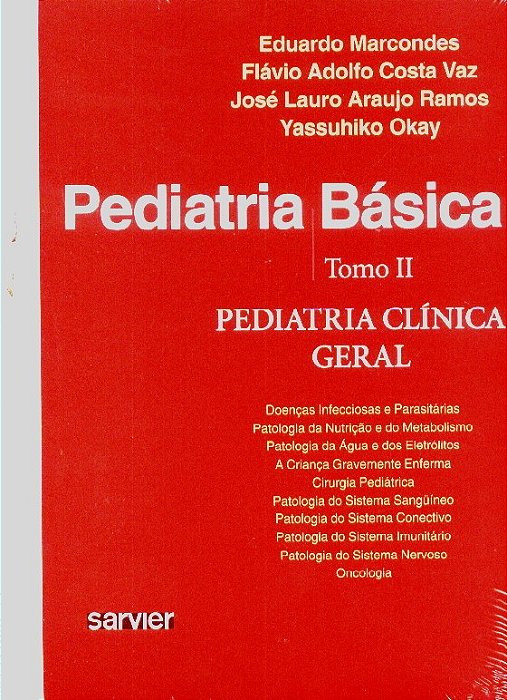 Eduardo Marcondes
Flávio Adolfo Costa Vaz
José Lauro Araujo Ramos
Yassuhiko Okay
Pediatria Básica
Tomo II
PEDIATRIA CLÍNICA
GERAL
Doenças Infecciosas e Parasitárias
Patologia da Nutrição e do Metabolismo
Patologia da Água e dos Eletrólitos
A Criança Gravemente Enferma
Cirurgia Pediátrica
Patologia do Sistema Sangüíneo
Patologia do Sistema Conectivo
Patologia do Sistema Imunitário
Patologia do Sistema Nervoso
Oncologia
sarvier